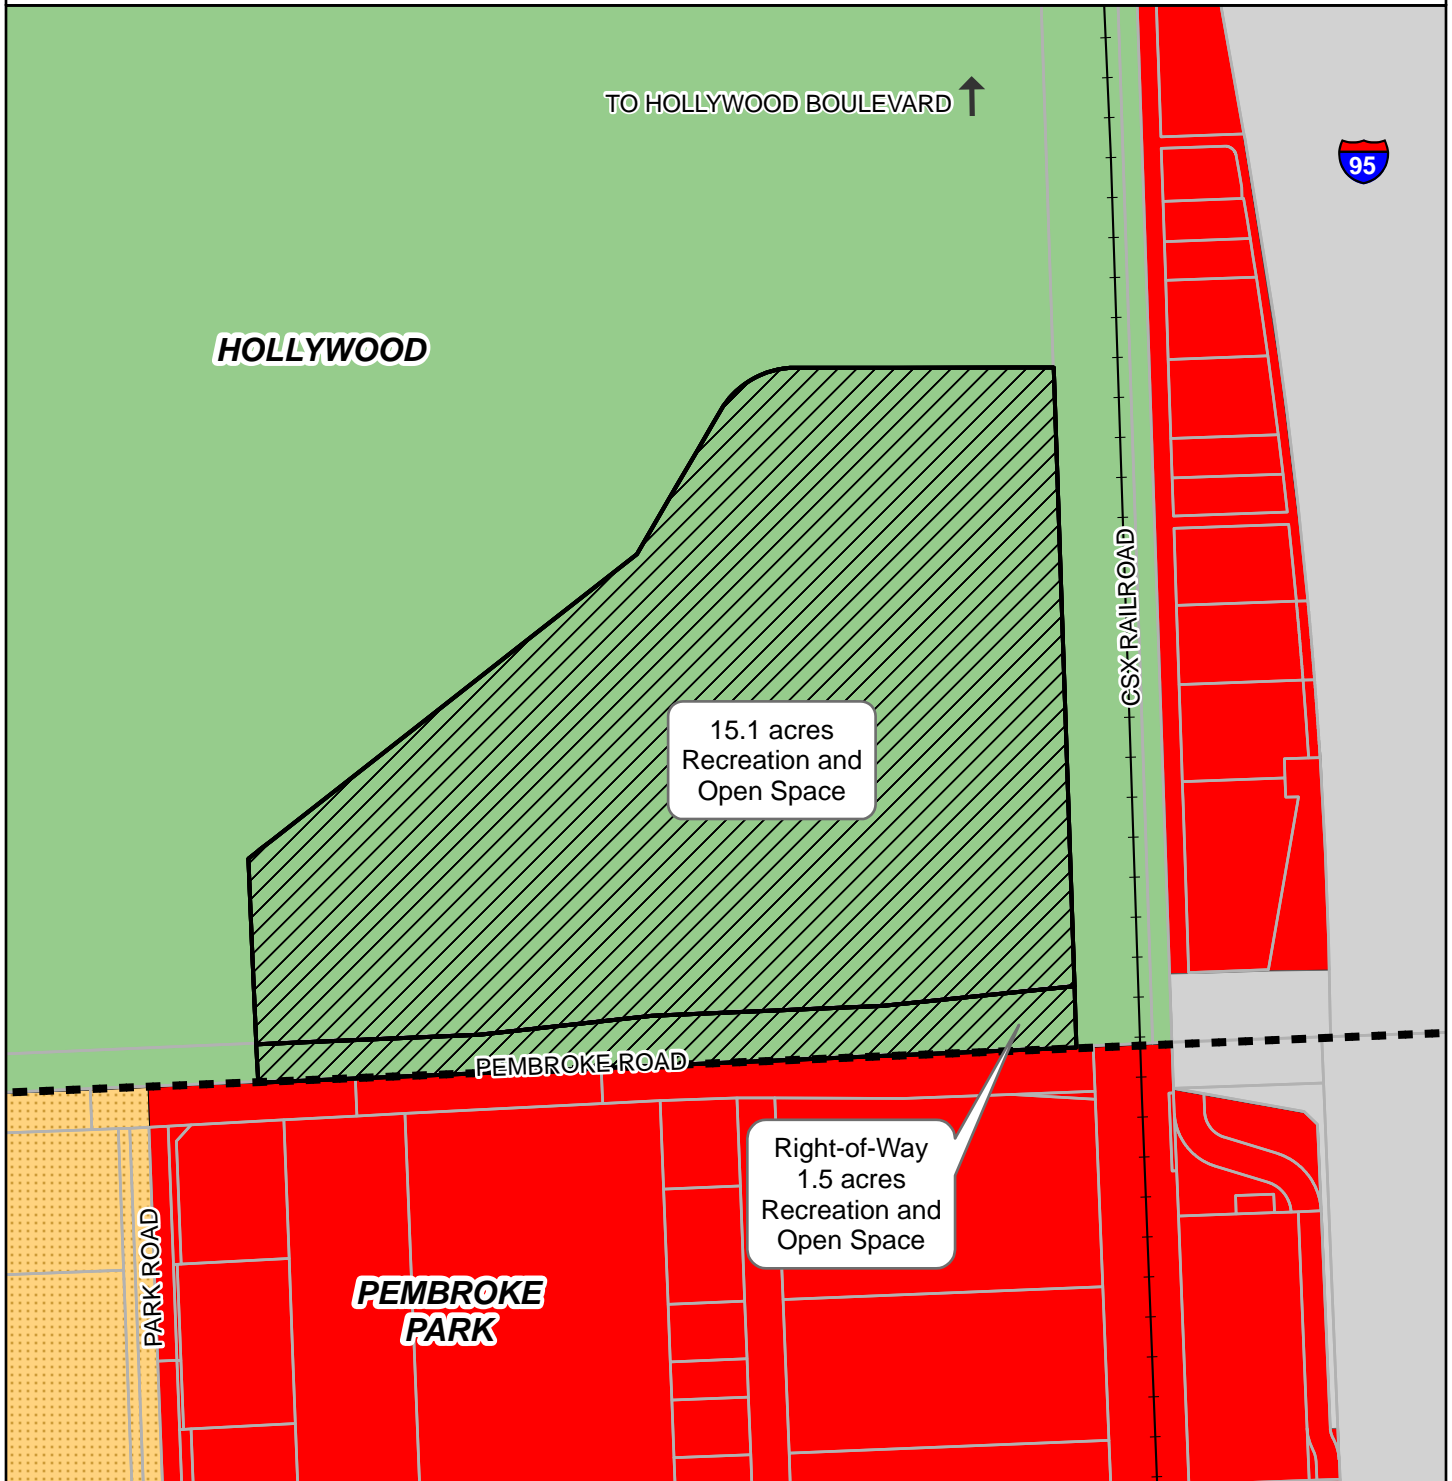 TO HOLLYWOOD BOULEVARD
95
HOLLYWOOD
CSX RAILROAD
15.1 acres
Recreation and
Open Space
PEMBROKE ROAD
Right-of-Way
1.5 acres
Recreation and
Open Space
PARK ROAD
PEMBROKE
PARK